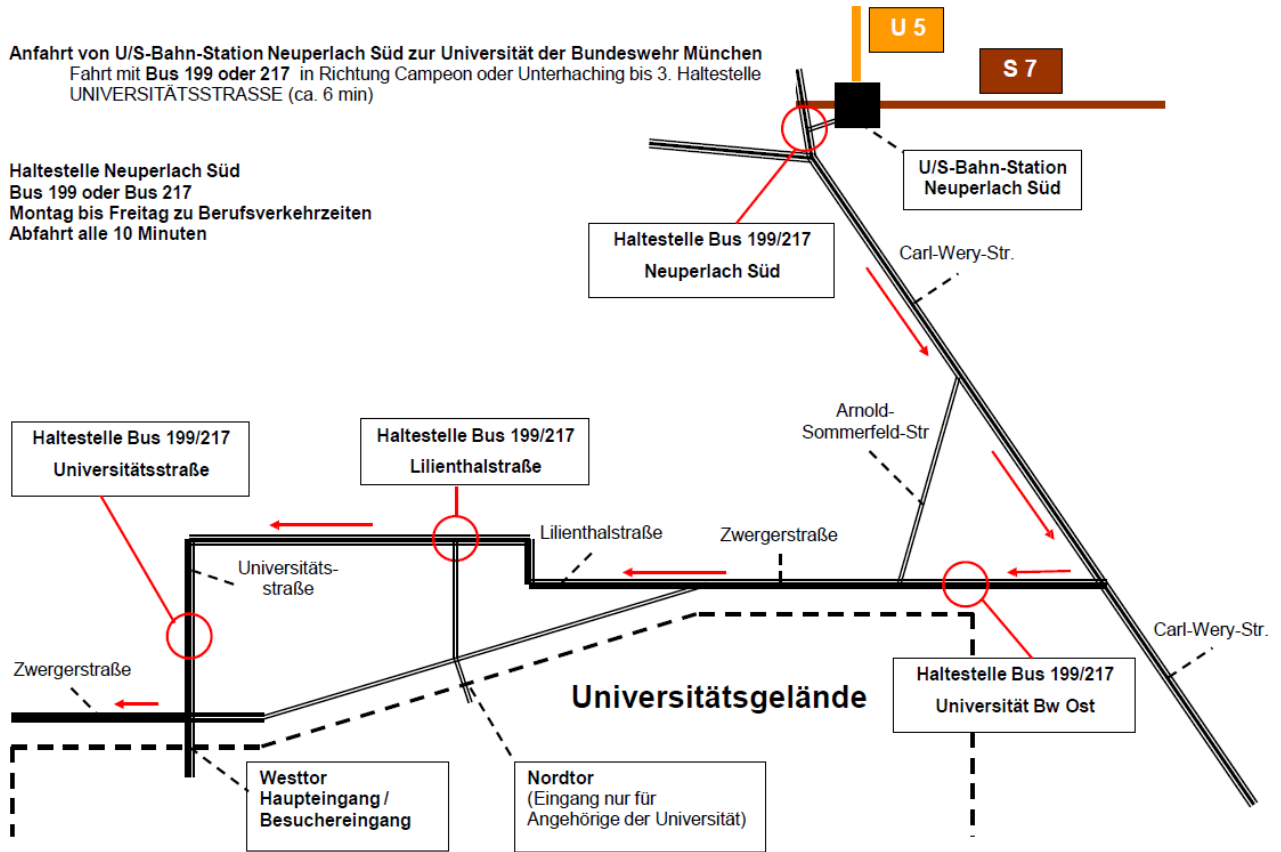 Anfahrt von U/S-Bahn-Station Neuperlach Süd zur Universität der Bundeswehr München
Fahrt mit Bus 199 oder 217 in Richtung Campeon oder Unterhaching bis 3. Haltestelle
UNIVERSITÄTSSTRASSE (ca. 6 min)
U 5
S 7
Haltestelle Neuperlach Süd
Bus 199 oder Bus 217
Montag bis Freitag zu Berufsverkehrzeiten
Abfahrt alle 10 Minuten
U/S-Bahn-Station
Neuperlach Süd
Haltestelle Bus 199/217
Neuperlach Süd
Carl-Wery-Str.
Arnold-
Sommerfeld-Str
Haltestelle Bus 199/217
Universitätsstraße
Haltestelle Bus 199/217
Lilienthalstraße
Lilienthalstraße
Zwergerstraße
Universitäts-
straße
Carl-Wery-Str.
Zwergerstraße
Universitätsgelände
Haltestelle Bus 199/217
Universität Bw Ost
Westtor
Haupteingang /
Besuchereingang
Nordtor
(Eingang nur für
Angehörige der Universität)